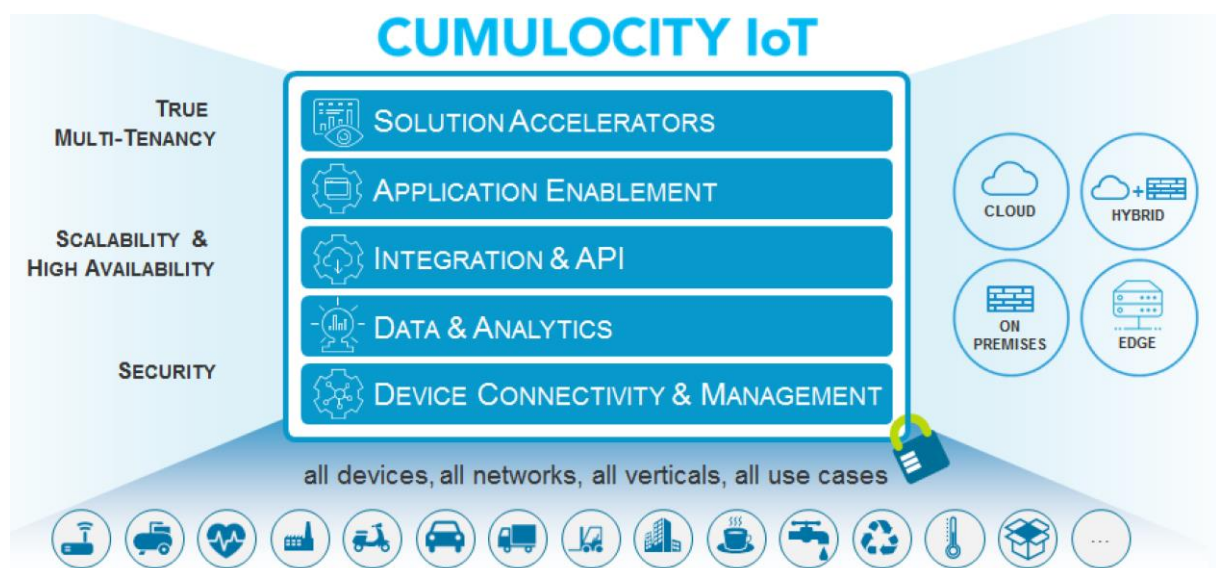 CUMULOCITY IoT
TRUE
MULTI-TENANCY
SCALABILITY &
HIGH AVAILABILITY
SECURITY
SOLUTION ACCELERATORS
APPLICATION ENABLEMENT
INTEGRATION & API
DATA & ANALYTICS
DEVICE CONNECTIVITY & MANAGEMENT
CLOUD
HYBRID
ON
PREMISES
EDGE
all devices, all networks, all verticals, all use cases
...